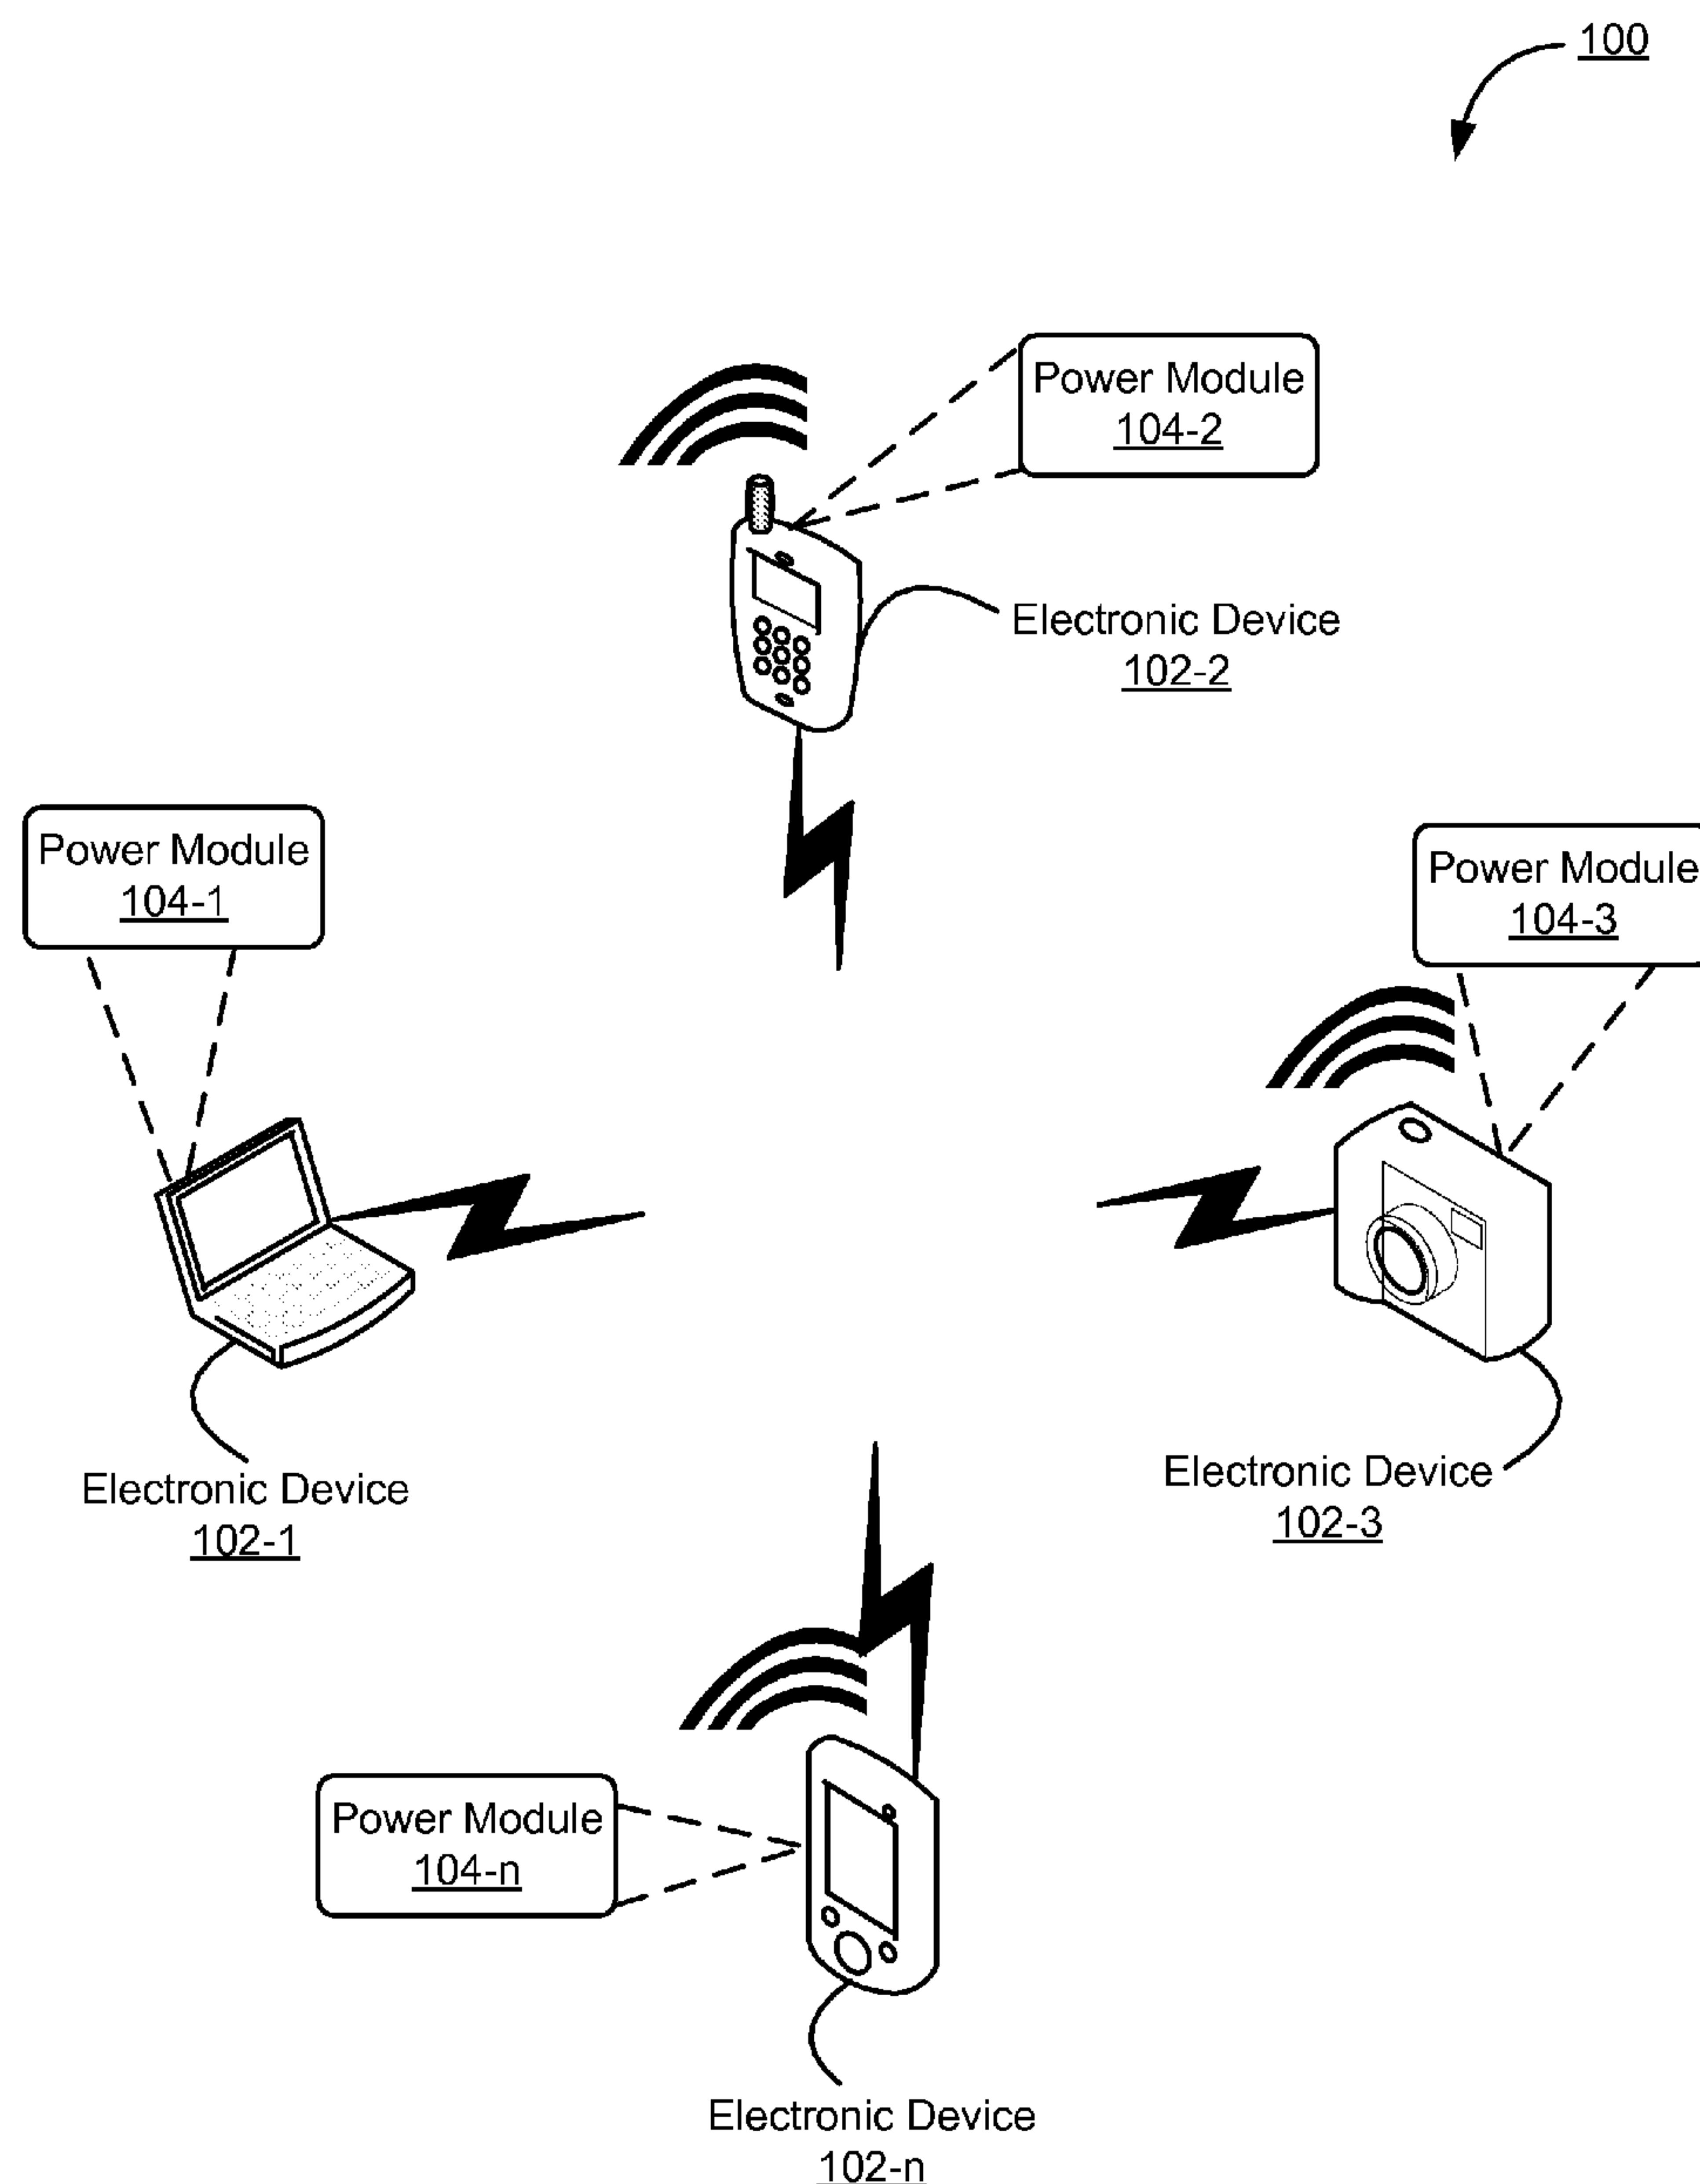 100
Power Module
104-2
Electronic Device
102-2
Power Module
104-1
Power Module
104-3
Electronic Device
102-1
Electronic Device
102-3
Power Module
104-n
Electronic Device
102-n